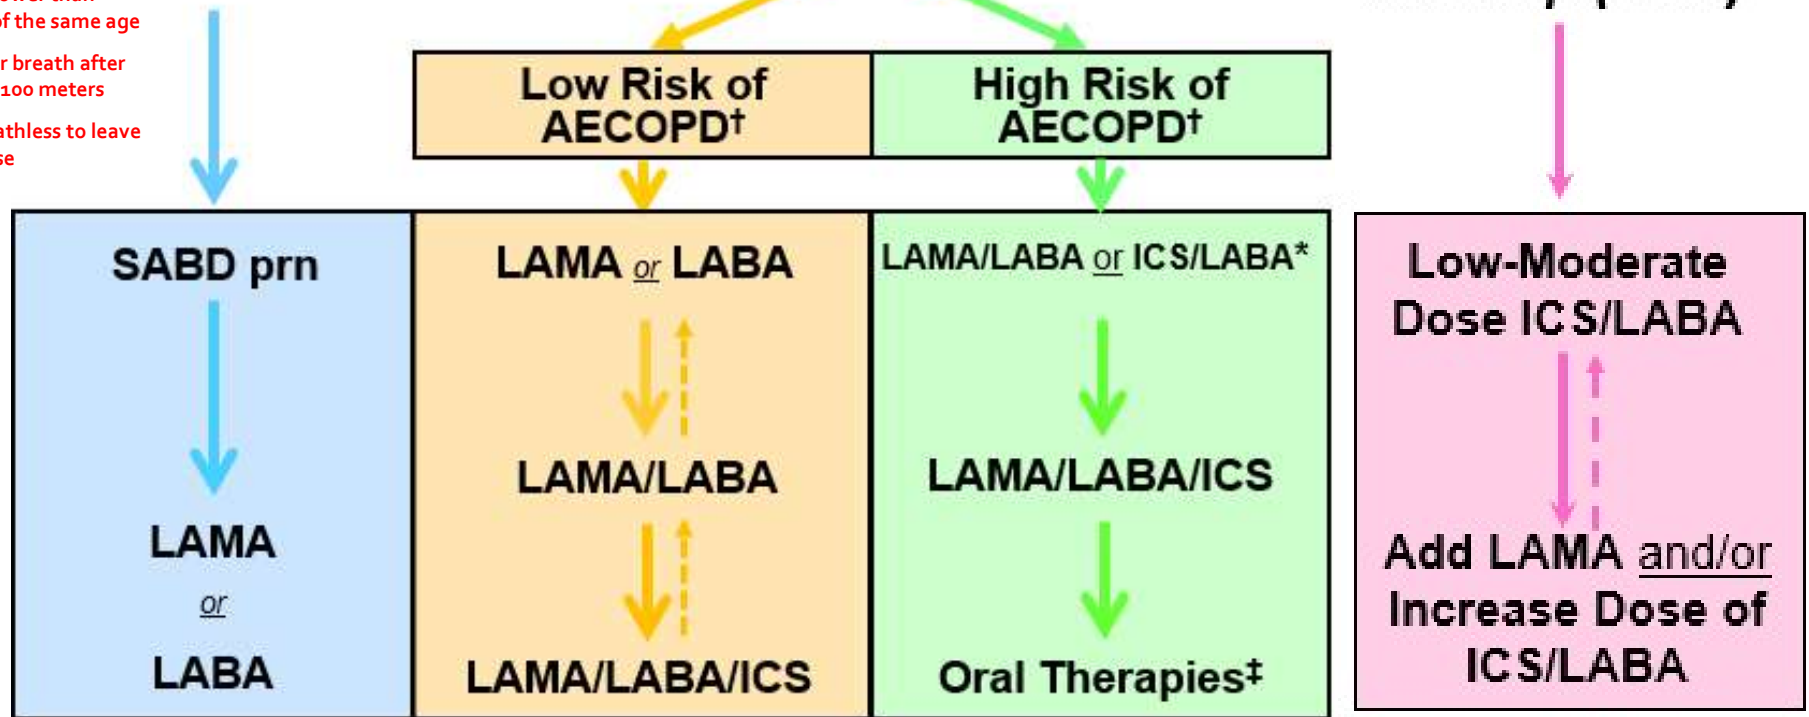 of the same age
r breath after
100 meters
to leave
Low Risk of
AECOPD†
High Risk of
AECOPD†
SABD prn
LAMA
or
LABA
LAMA or LABA
LAMA/LABA
LAMA/LABA/ICS
LAMA/LABA or ICS/LABA*
LAMA/LABA/ICS
Oral Therapies‡
Low-Moderate
Dose ICS/LABA
Add LAMA and/or
Increase Dose of
ICS/LABA